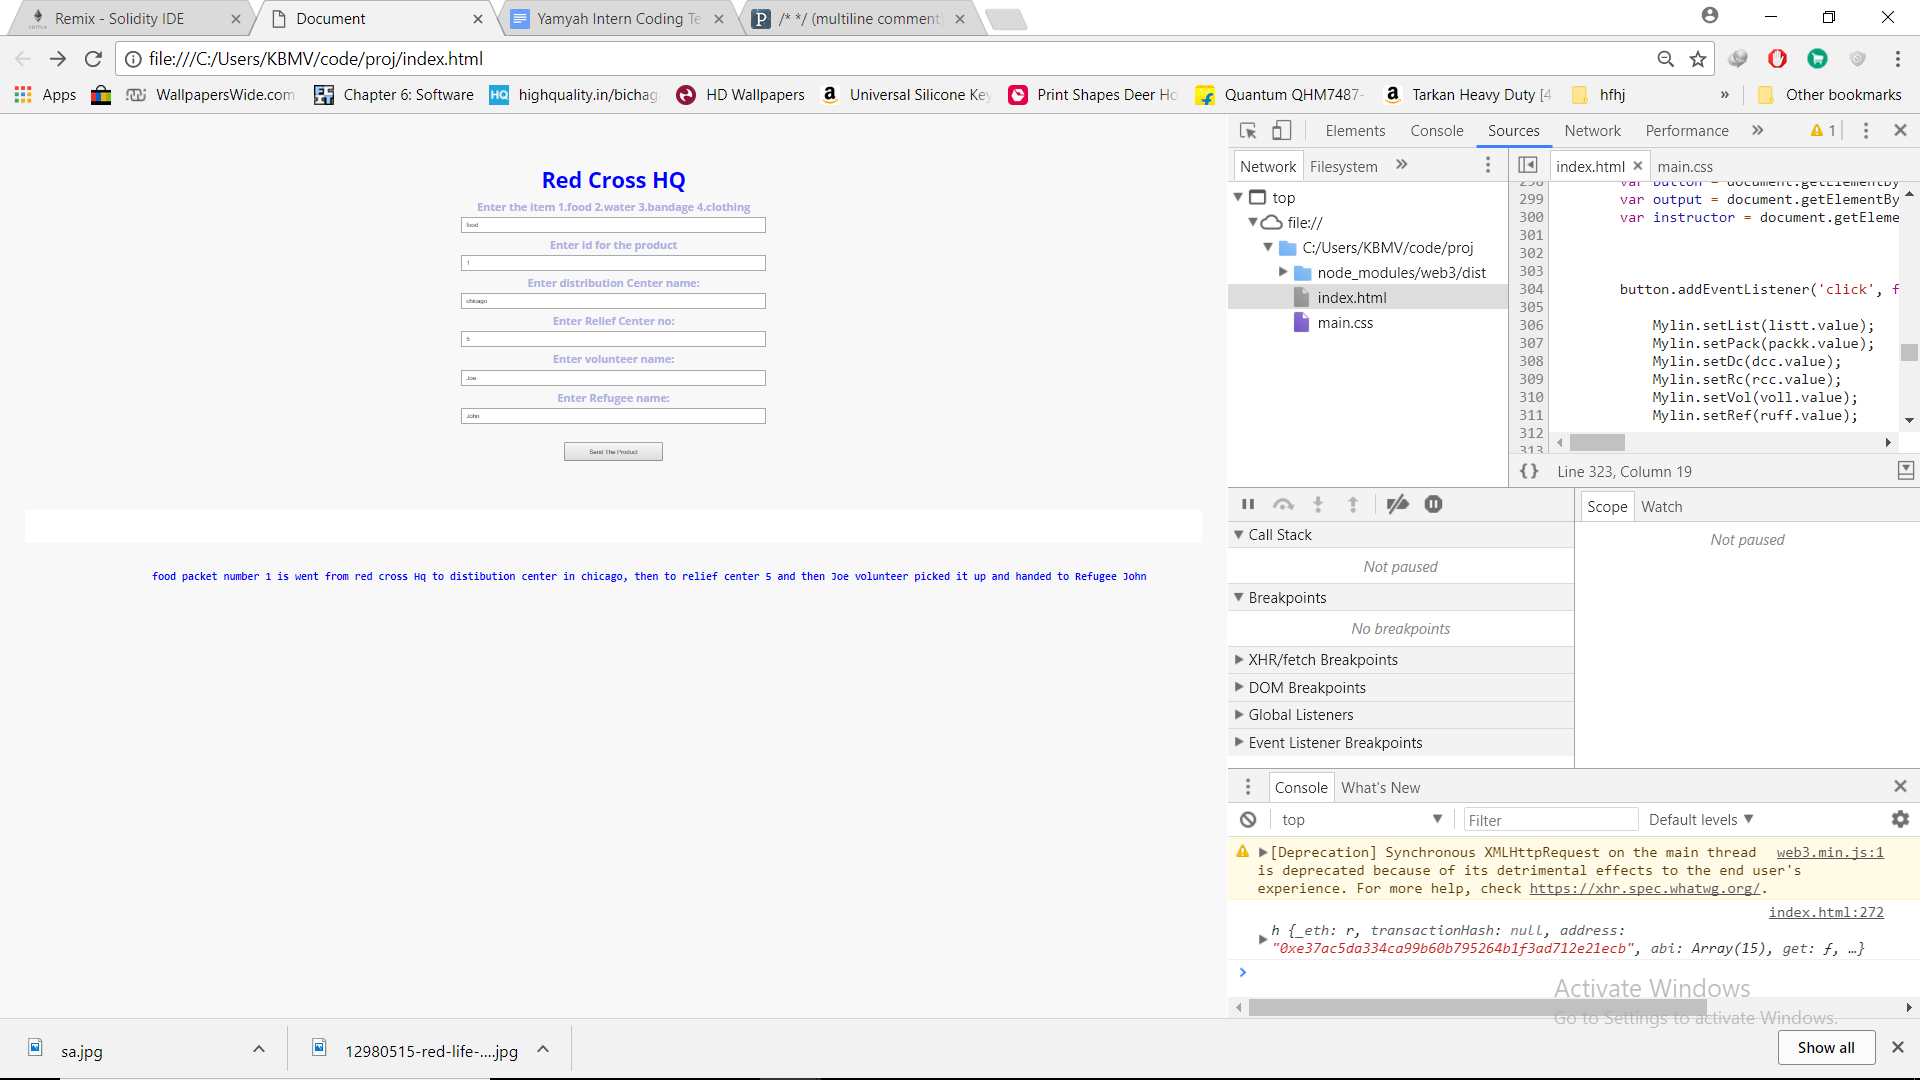 Remix - Solidity IDE
Document
Yamyah Intern Coding Te
/* */ (multiline comment)
file:///C:/Users/KBMV/code/proj/index.html
Apps
WallpapersWide.com
Chapter 6: Software
HQ
highquality.in/bichag
HD Wallpapers
Universal Silicone Key
Print Shapes Deer Ho
Quantum QHM7487-
Tarkan Heavy Duty [4
hfhj
»
Other bookmarks
Red Cross HQ
Enter the item 1.food 2.water 3.bandage 4.clothing
food
Enter id for the product
1
Enter distribution Center name:
chicago
Enter Relief Center no:
5
Enter volunteer name:
Joe
Enter Refugee name:
John
Send The Product
food packet number 1 is went from red cross Hq to distibution center in chicago, then to relief center 5 and then Joe volunteer picked it up and handed to Refugee John
Elements Console Sources Network Performance » 1
Network Filesystem »
top
file://
C:/Users/KBMV/code/proj
node_modules/web3/dist
index.html
main.css
index.html main.css
298 var button = document.getElementBy
299 var output = document.getElementBy
300 var instructor = document.getEleme
301
302
303
304 button.addEventListener('click', f
305
306 Mylin.setList(listt.value);
307 Mylin.setPack(packk.value);
308 Mylin.setDc(dcc.value);
309 Mylin.setRc(rcc.value);
310 Mylin.setVol(voll.value);
311 Mylin.setRef(ruff.value);
312
313
{} Line 323, Column 19
Call Stack
Not paused
Breakpoints
No breakpoints
XHR/fetch Breakpoints
DOM Breakpoints
Global Listeners
Event Listener Breakpoints
Scope Watch
Not paused
Console What's New
top Filter Default levels
[Deprecation] Synchronous XMLHttpRequest on the main thread web3.min.js:1
is deprecated because of its detrimental effects to the end user's
experience. For more help, check https://xhr.spec.whatwg.org/.
index.html:272
h {_eth: r, transactionHash: null, address:
"0xe37ac5da334ca99b60b795264b1f3ad712e21ecb", abi: Array(15), get: ƒ, …}
Activate Windows
Go to Settings to activate Windows.
sa.jpg
12980515-red-life-....jpg
Show all